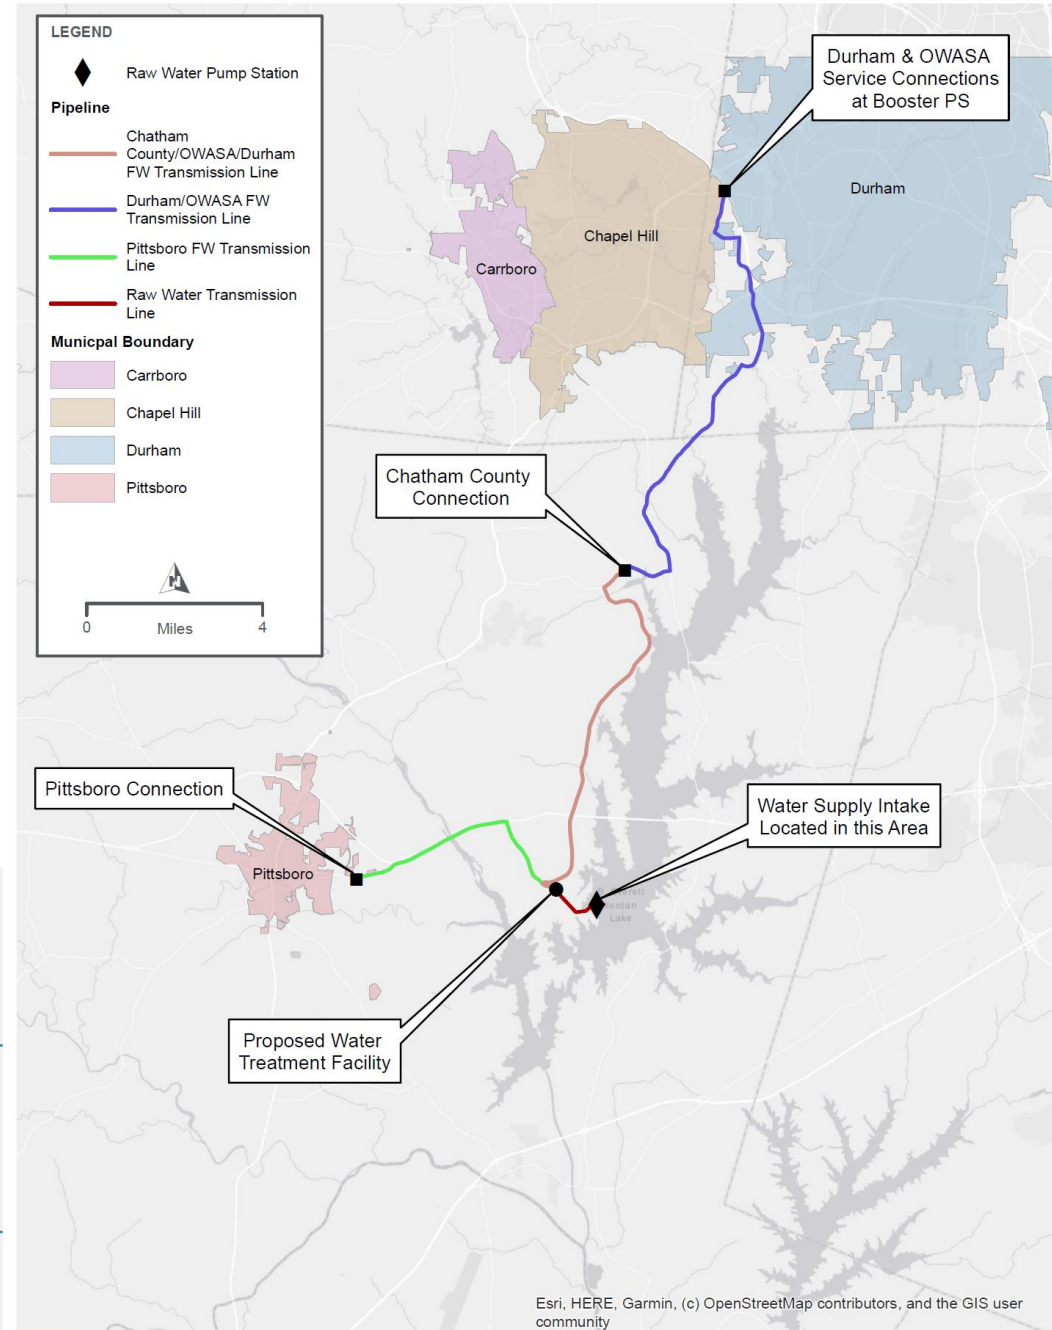 LEGEND
Raw Water Pump Station
Pipeline
Chatham
County/OWASA/Durham
FW Transmission Line
Durham/OWASA FW
Transmission Line
Pittsboro FW Transmission
Line
Raw Water Transmission
Line
Municpal Boundary
Carrboro
Chapel Hill
Durham
Pittsboro
N
0 Miles 4
Durham & OWASA
Service Connections
at Booster PS
Durham
Chapel Hill
Carrboro
Chatham County
Connection
Pittsboro Connection
Water Supply Intake
Located in this Area
Pittsboro
Jordan
Lake
Proposed Water
Treatment Facility
Esri, HERE, Garmin, (c) OpenStreetMap contributors, and the GIS user
community